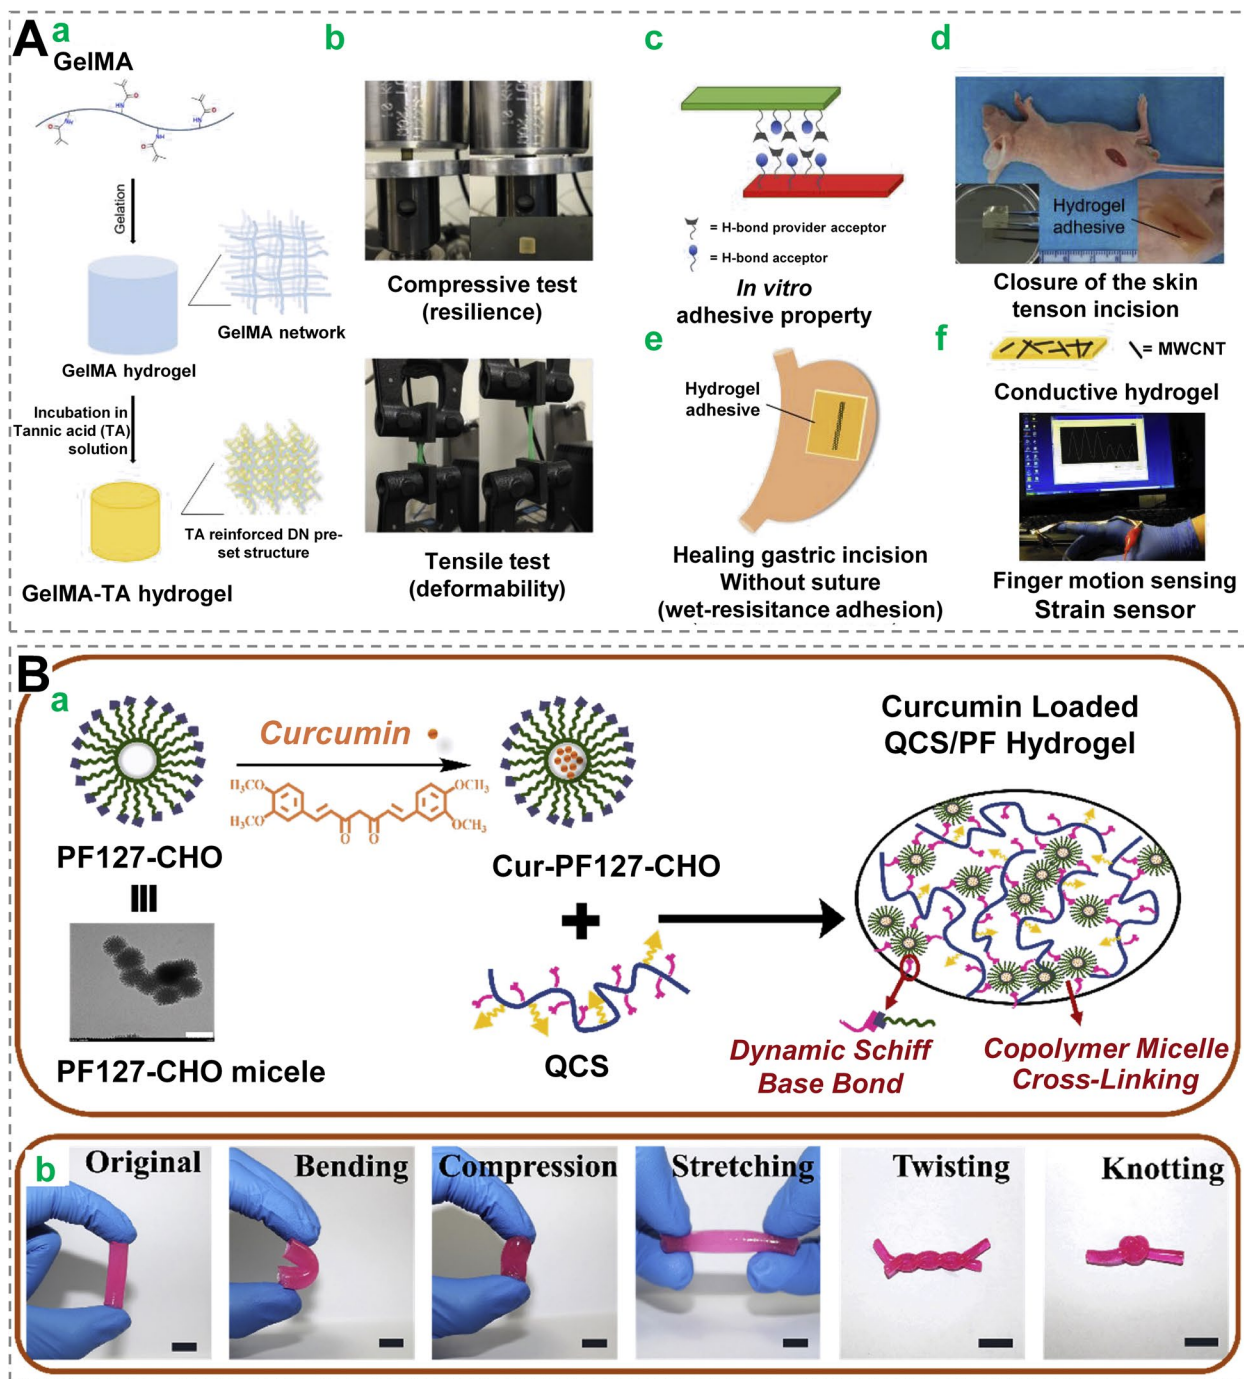 A
a
GelMA
Gelation
GelMA network
GelMA hydrogel
Incubation in
Tannic acid (TA)
solution
TA reinforced DN pre-
set structure
GelMA-TA hydrogel
b
Compressive test
(resilience)
Tensile test
(deformability)
c
= H-bond provider acceptor
= H-bond acceptor
In vitro
adhesive property
d
Hydrogel
adhesive
Closure of the skin
tenson incision
e
Hydrogel
adhesive
Healing gastric incision
Without suture
(wet-resisitance adhesion)
f
= MWCNT
Conductive hydrogel
Finger motion sensing
Strain sensor
B
a
Curcumin
H₃CO
H₃CO
O
O
OCH₃
OCH₃
PF127-CHO
PF127-CHO micele
Cur-PF127-CHO
+
QCS
Curcumin Loaded
QCS/PF Hydrogel
Dynamic Schiff
Base Bond
Copolymer Micelle
Cross-Linking
b
Original
Bending
Compression
Stretching
Twisting
Knotting